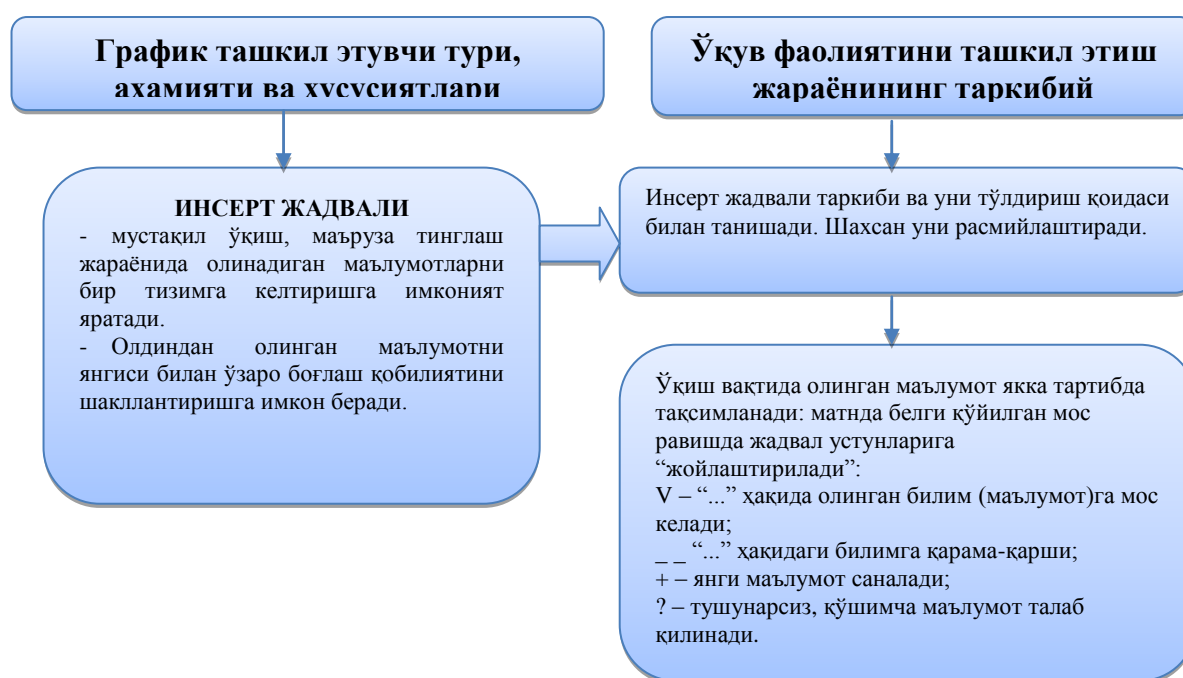 График ташкил этувчи тури,
аҳамияти ва хусусиятлари
Ўқув фаолиятини ташкил этиш
жараёнининг таркибий
ИНСЕРТ ЖАДВАЛИ
- мустақил ўқиш, маъруза тинглаш
жараёнида олинадиган маълумотларни
бир тизимга келтиришга имконият
яратади.
- Олдиндан олинган маълумотни
янгиси билан ўзаро боғлаш қобилиятини
шакллантиришга имкон беради.
Инсерт жадвали таркиби ва уни тўлдириш қоидаси
билан танишади. Шахсан уни расмийлаштиради.
Ўқиш вақтида олинган маълумот якка тартибда
тақсимланади: матнда белги қўйилган мос
равишда жадвал устунларига
“жойлаштирилади”:
V – “...” ҳақида олинган билим (маълумот)га мос
келади;
_ _ “...” ҳақидаги билимга қарама-қарши;
+ – янги маълумот саналади;
? – тушунарсиз, қўшимча маълумот талаб
қилинади.